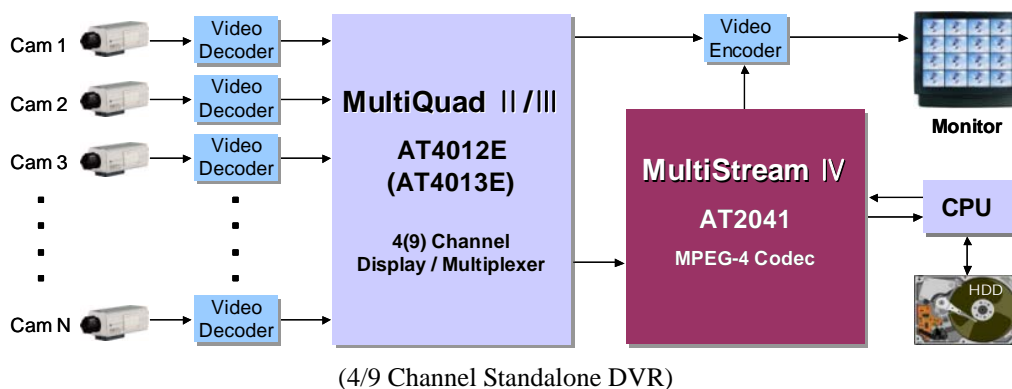 Cam 1
Video
Decoder
Cam 2
Video
Decoder
Cam 3
Video
Decoder
Cam N
Video
Decoder
MultiQuad Ⅱ/Ⅲ
AT4012E
(AT4013E)
4(9) Channel
Display / Multiplexer
Video
Encoder
MultiStream Ⅳ
AT2041
MPEG-4 Codec
Monitor
CPU
HDD
(4/9 Channel Standalone DVR)